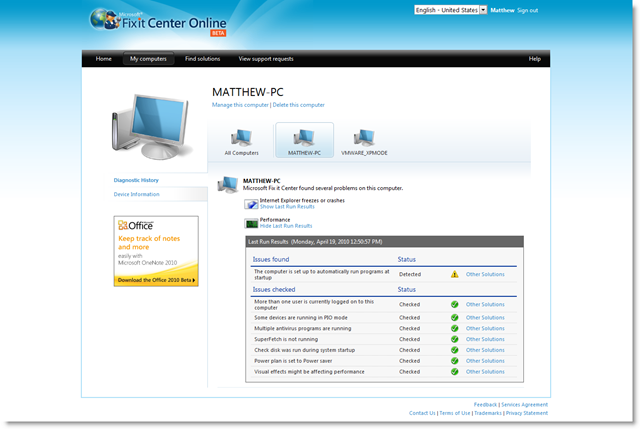 Microsoft®
Fix it Center Online
BETA
English - United States
Matthew Sign out
Home
My computers
Find solutions
View support requests
Help
MATTHEW-PC
Manage this computer | Delete this computer
All Computers
MATTHEW-PC
VMWARE_XPMODE
Diagnostic History
Device Information
Office
Keep track of notes
and more
easily with
Microsoft OneNote 2010
Download the Office 2010 Beta
MATTHEW-PC
Microsoft Fix it Center found several problems on this computer.
Internet Explorer freezes or crashes
Show Last Run Results
Performance
Hide Last Run Results
Last Run Results (Monday, April 19, 2010 12:50:57 PM)
Issues found Status
The computer is set up to automatically run programs at startup Detected Other Solutions
Issues checked Status
More than one user is currently logged on to this computer Checked Other Solutions
Some devices are running in PIO mode Checked Other Solutions
Multiple antivirus programs are running Checked Other Solutions
SuperFetch is not running Checked Other Solutions
Check disk was run during system startup Checked Other Solutions
Power plan is set to Power saver Checked Other Solutions
Visual effects might be affecting performance Checked Other Solutions
Feedback | Services Agreement
Contact Us | Terms of Use | Trademarks | Privacy Statement